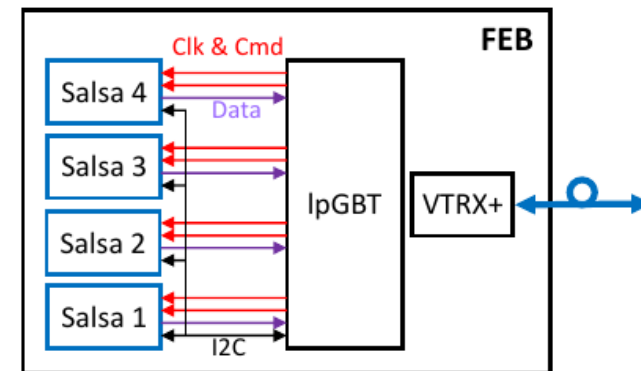 Clk & Cmd
FEB
Salsa 4
Data
Salsa 3
lpGBT
VTRX+
Salsa 2
Salsa 1
I2C